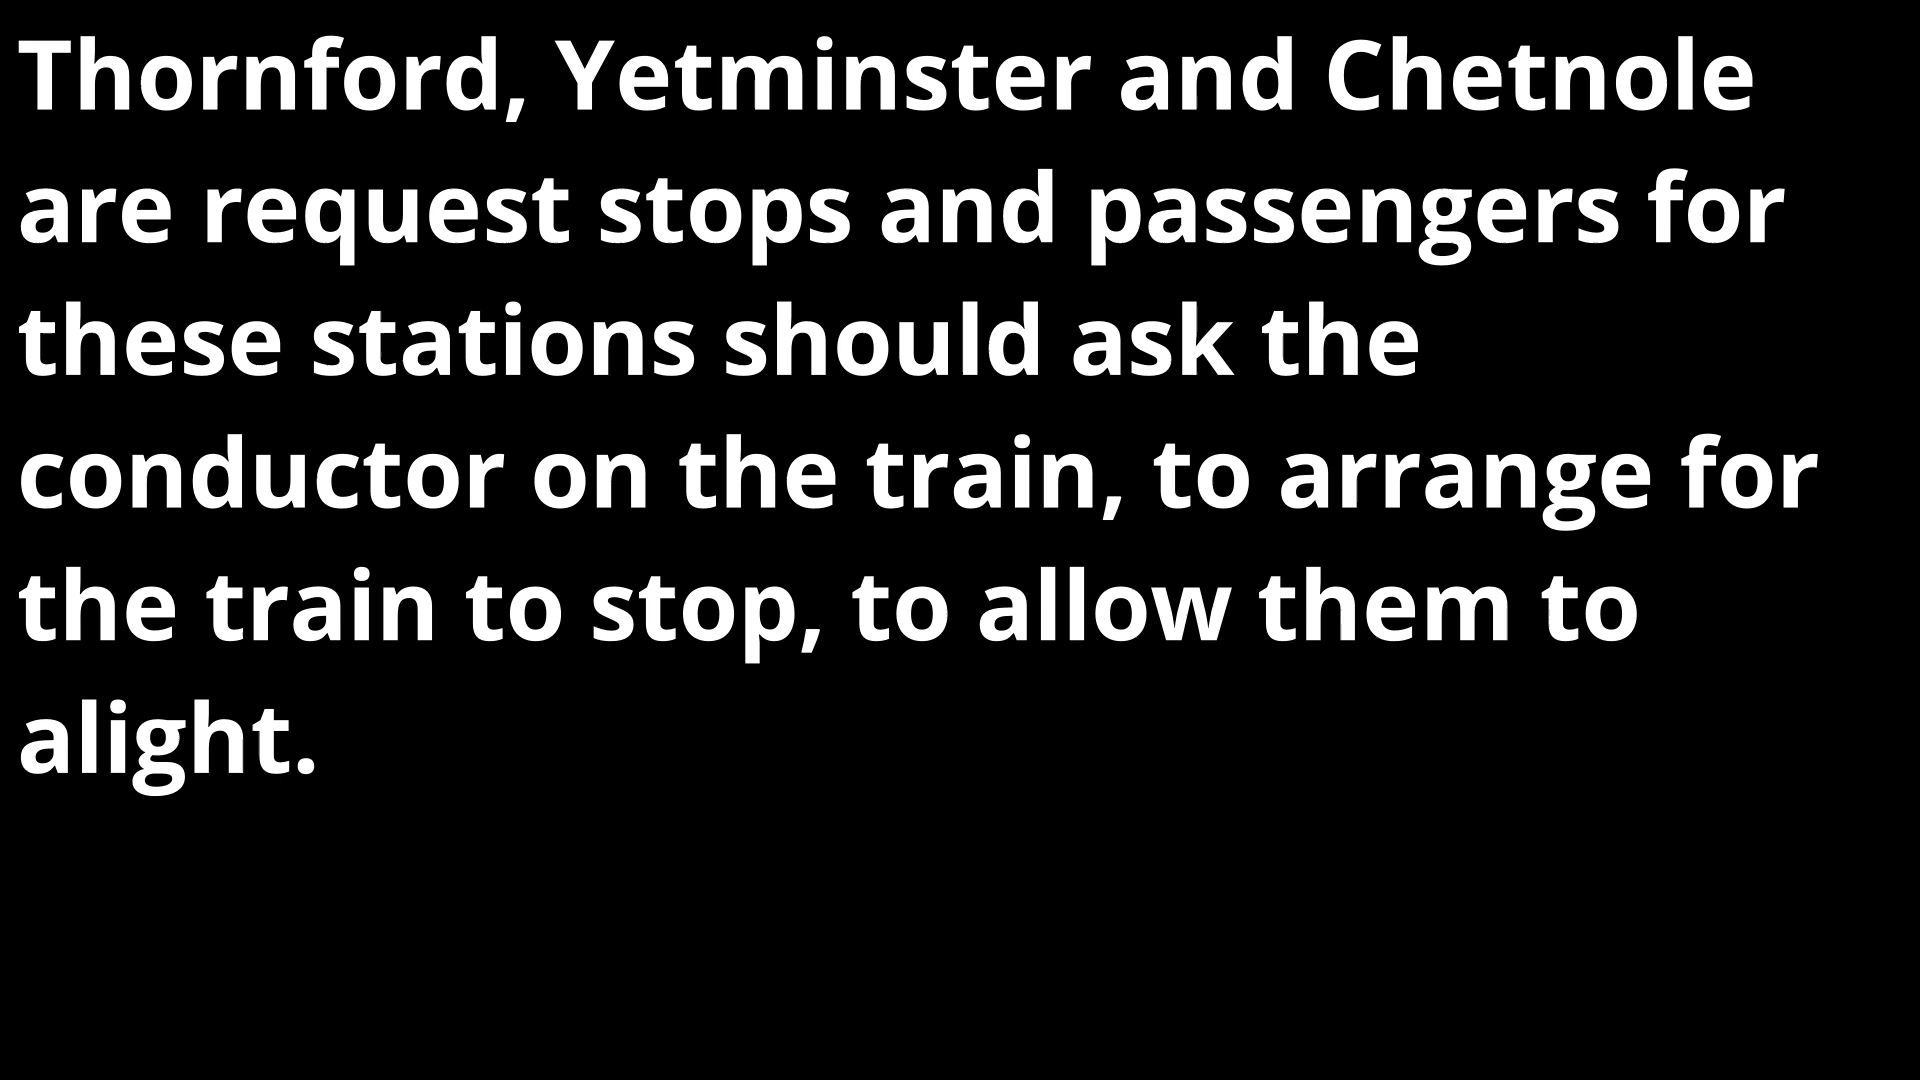 Thornford, Yetminster and Chetnole
are request stops and passengers for
these stations should ask the
conductor on the train, to arrange for
the train to stop, to allow them to
alight.